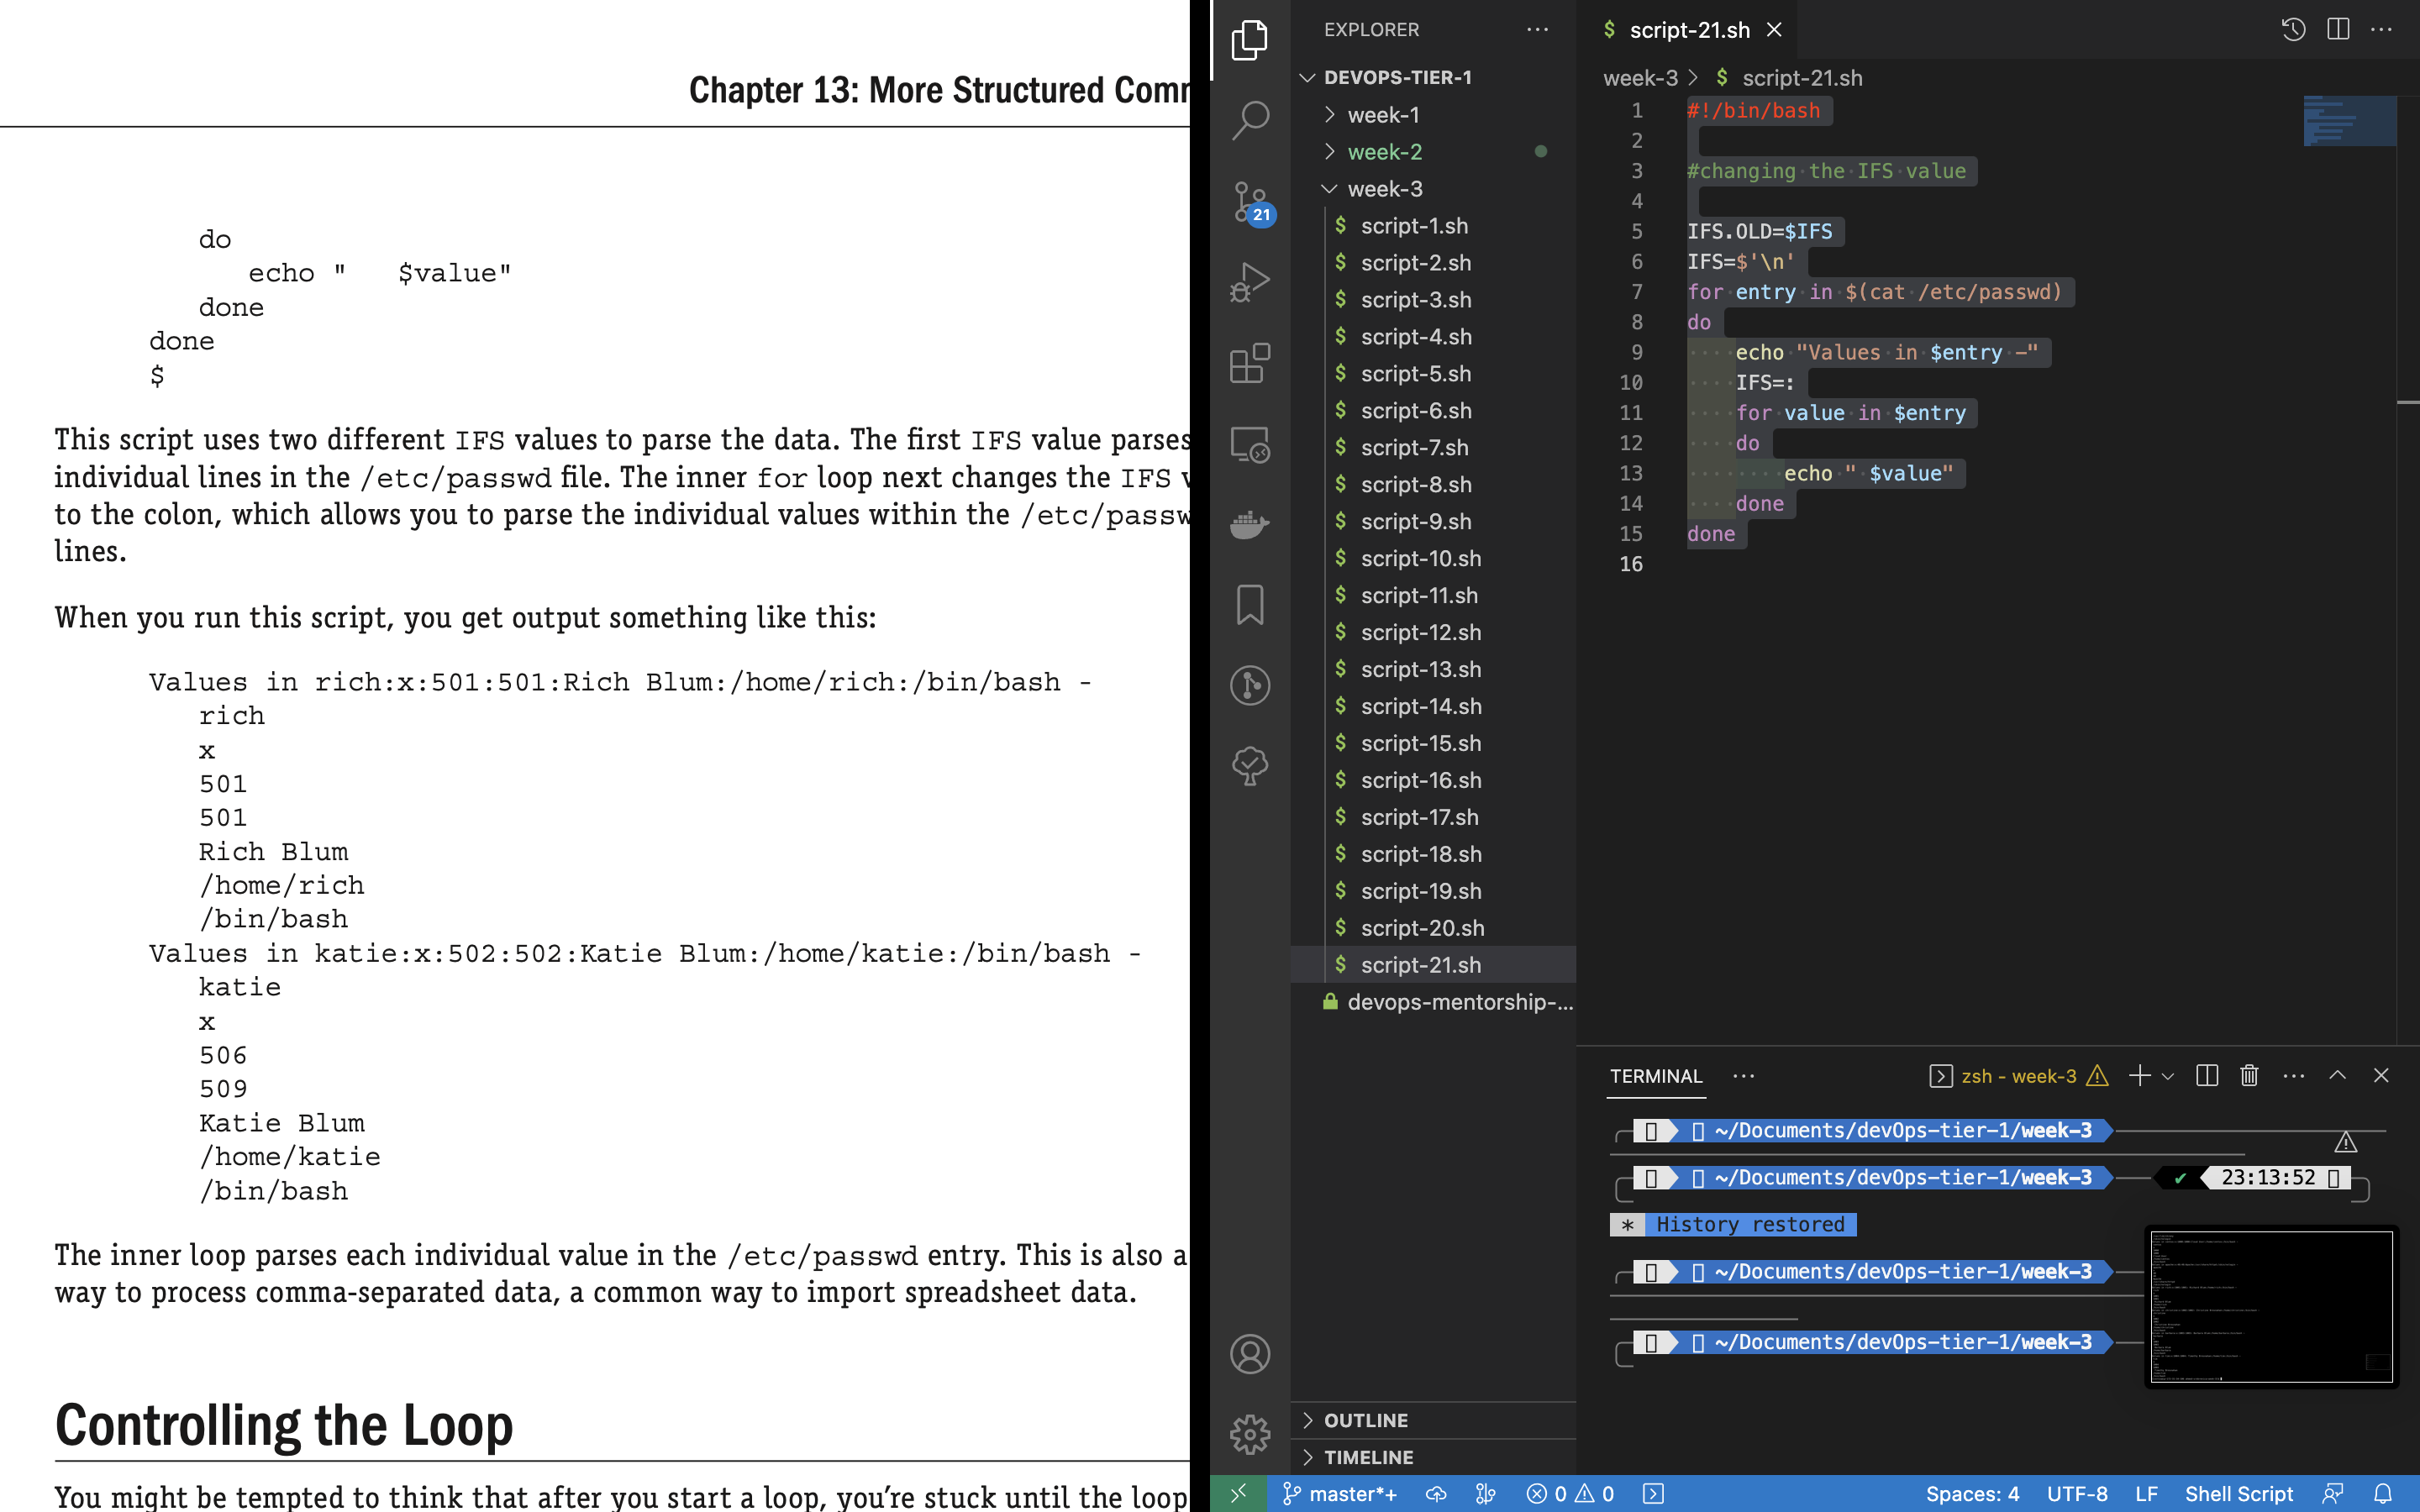 Chapter 13: More Structured Comm
do
echo "   $value"
done
done
$
This script uses two different IFS values to parse the data. The first IFS value parses
individual lines in the /etc/passwd file. The inner for loop next changes the IFS v
to the colon, which allows you to parse the individual values within the /etc/passw
lines.
When you run this script, you get output something like this:
Values in rich:x:501:501:Rich Blum:/home/rich:/bin/bash -
rich
x
501
501
Rich Blum
/home/rich
/bin/bash
Values in katie:x:502:502:Katie Blum:/home/katie:/bin/bash -
katie
x
506
509
Katie Blum
/home/katie
/bin/bash
The inner loop parses each individual value in the /etc/passwd entry. This is also a
way to process comma-separated data, a common way to import spreadsheet data.
Controlling the Loop
You might be tempted to think that after you start a loop, you're stuck until the loop
21
EXPLORER
DEVOPS-TIER-1
week-1
week-2
week-3
$ script-1.sh
$ script-2.sh
$ script-3.sh
$ script-4.sh
$ script-5.sh
$ script-6.sh
$ script-7.sh
$ script-8.sh
$ script-9.sh
$ script-10.sh
$ script-11.sh
$ script-12.sh
$ script-13.sh
$ script-14.sh
$ script-15.sh
$ script-16.sh
$ script-17.sh
$ script-18.sh
$ script-19.sh
$ script-20.sh
$ script-21.sh
devops-mentorship-...
OUTLINE
TIMELINE
$ script-21.sh
week-3 > $ script-21.sh
1 #!/bin/bash
2
3 #changing the IFS value
4
5 IFS.OLD=$IFS
6 IFS=$'\n'
7 for entry in $(cat /etc/passwd)
8 do
9     echo "Values in $entry –"
10     IFS=:
11     for value in $entry
12     do
13         echo " $value"
14     done
15 done
16
TERMINAL
zsh - week-3
~/Documents/devOps-tier-1/week-3
~/Documents/devOps-tier-1/week-3 ✔ 23:13:52
* History restored
~/Documents/devOps-tier-1/week-3
~/Documents/devOps-tier-1/week-3
master*+ 0 0 Spaces: 4 UTF-8 LF Shell Script